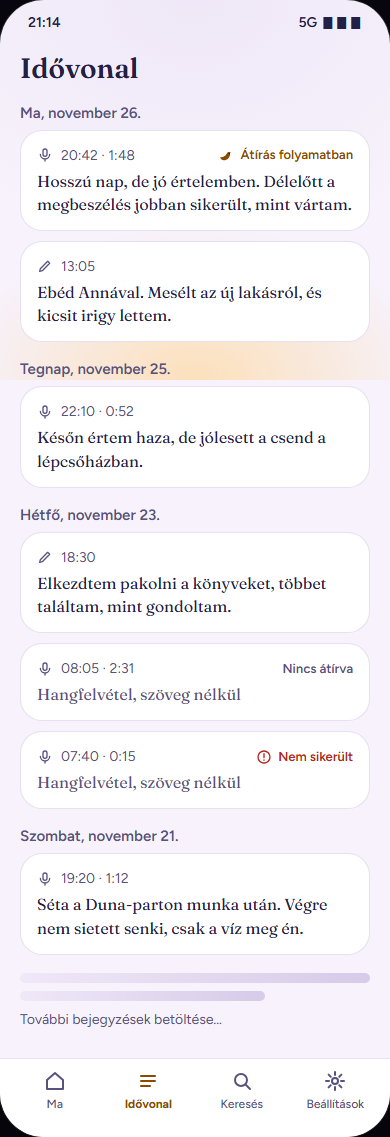 21:14
5G
Idővonal
Ma, november 26.
20:42 · 1:48
Átírás folyamatban
Hosszú nap, de jó értelemben. Délelőtt a
megbeszélés jobban sikerült, mint vártam.
13:05
Ebéd Annával. Mesélt az új lakásról, és
kicsit irigy lettem.
Tegnap, november 25.
22:10 · 0:52
Későn értem haza, de jólesett a csend a
lépcsőházban.
Hétfő, november 23.
18:30
Elkezdtem pakolni a könyveket, többet
találtam, mint gondoltam.
08:05 · 2:31
Nincs átírva
Hangfelvétel, szöveg nélkül
07:40 · 0:15
Nem sikerült
Hangfelvétel, szöveg nélkül
Szombat, november 21.
19:20 · 1:12
Séta a Duna-parton munka után. Végre
nem sietett senki, csak a víz meg én.
További bejegyzések betöltése…
Ma
Idővonal
Keresés
Beállítások